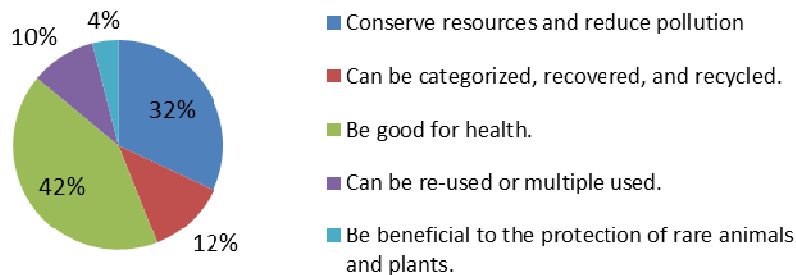 4%
10%
32%
42%
12%
Conserve resources and reduce pollution
Can be categorized, recovered, and recycled.
Be good for health.
Can be re-used or multiple used.
Be beneficial to the protection of rare animals
and plants.